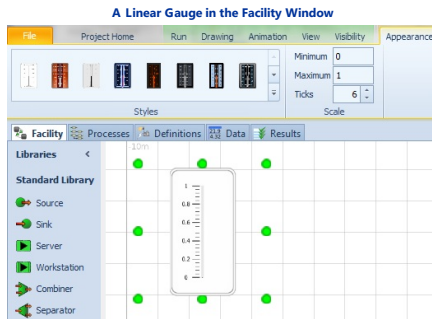 A Linear Gauge in the Facility Window
File Project Home Run Drawing Animation View Visibility Appearance
Minimum 0
Maximum 1
Ticks 6
Styles Scale
Facility Processes Definitions Data Results
Libraries <
10m
Standard Library
Source
Sink
Server
Workstation
Combiner
Separator
1
0.8
0.6
0.4
0.2
0